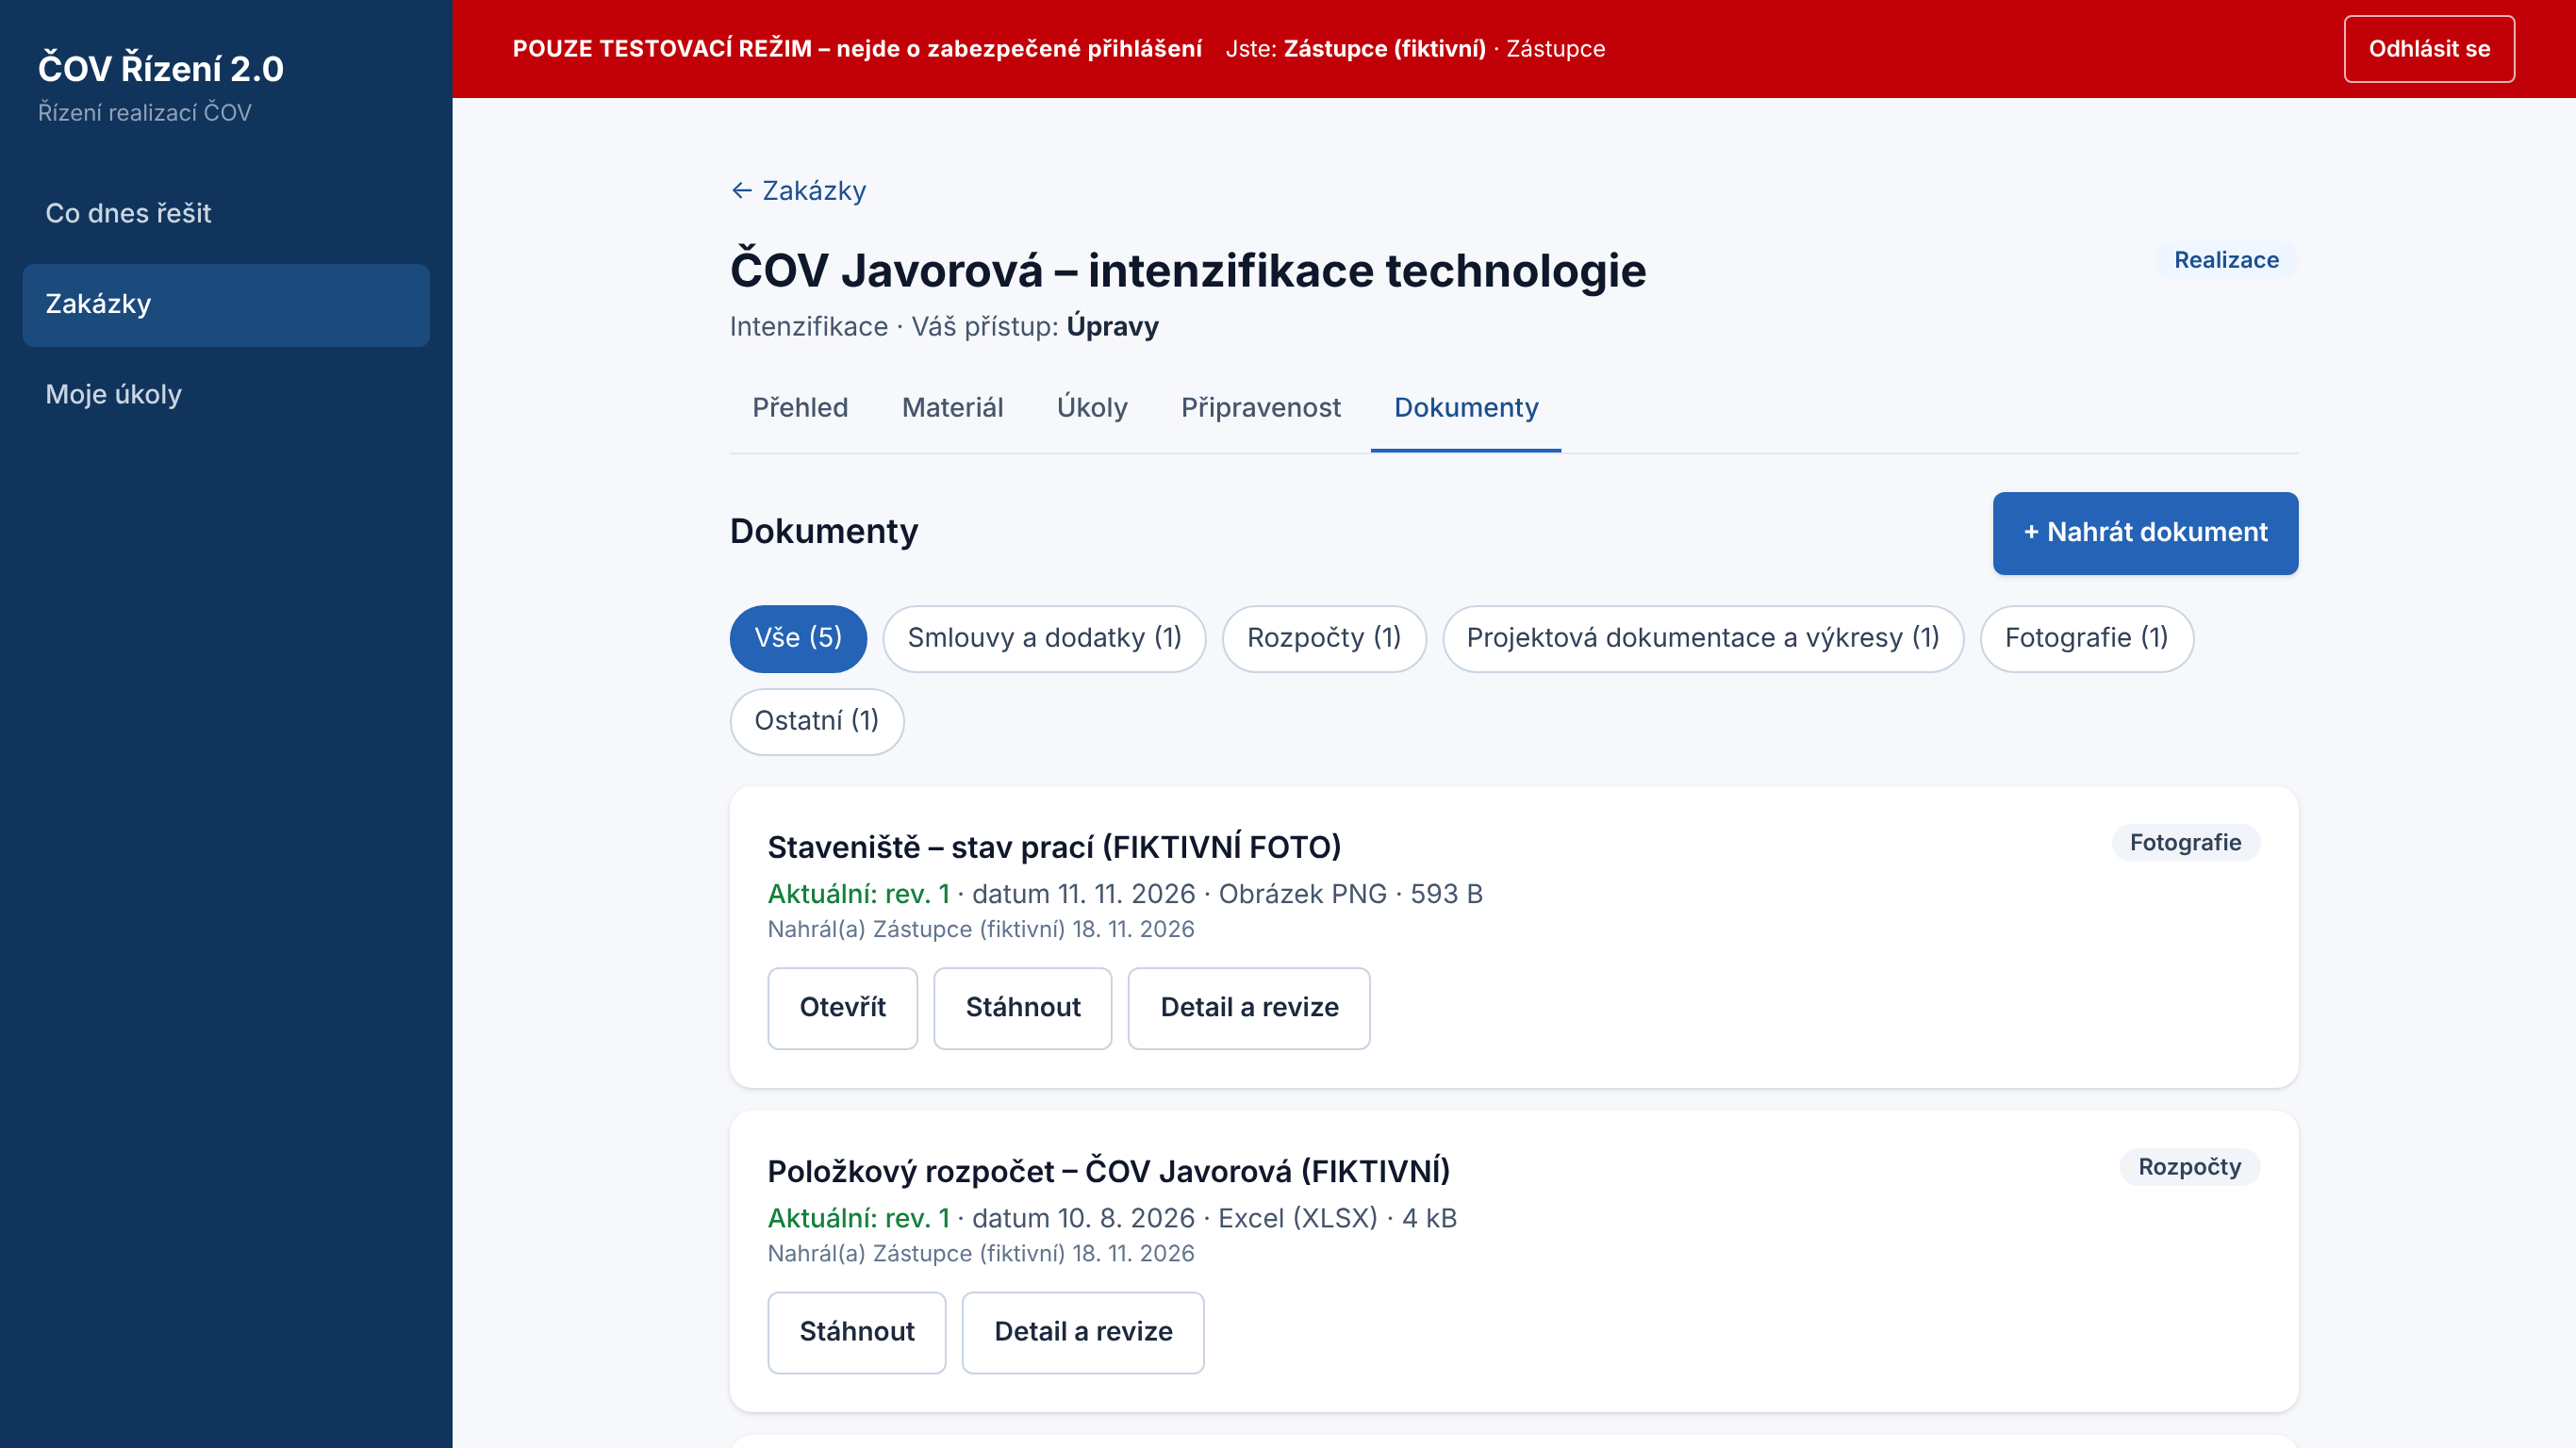 ČOV Řízení 2.0
Řízení realizací ČOV
Co dnes řešit
Zakázky
Moje úkoly
POUZE TESTOVACÍ REŽIM – nejde o zabezpečené přihlášení Jste: Zástupce (fiktivní) · Zástupce
Odhlásit se
← Zakázky
ČOV Javorová – intenzifikace technologie
Realizace
Intenzifikace · Váš přístup: Úpravy
Přehled Materiál Úkoly Připravenost Dokumenty
Dokumenty
+ Nahrát dokument
Vše (5) Smlouvy a dodatky (1) Rozpočty (1) Projektová dokumentace a výkresy (1) Fotografie (1)
Ostatní (1)
Staveniště – stav prací (FIKTIVNÍ FOTO)
Fotografie
Aktuální: rev. 1 · datum 11. 11. 2026 · Obrázek PNG · 593 B
Nahrál(a) Zástupce (fiktivní) 18. 11. 2026
Otevřít Stáhnout Detail a revize
Položkový rozpočet – ČOV Javorová (FIKTIVNÍ)
Rozpočty
Aktuální: rev. 1 · datum 10. 8. 2026 · Excel (XLSX) · 4 kB
Nahrál(a) Zástupce (fiktivní) 18. 11. 2026
Stáhnout Detail a revize